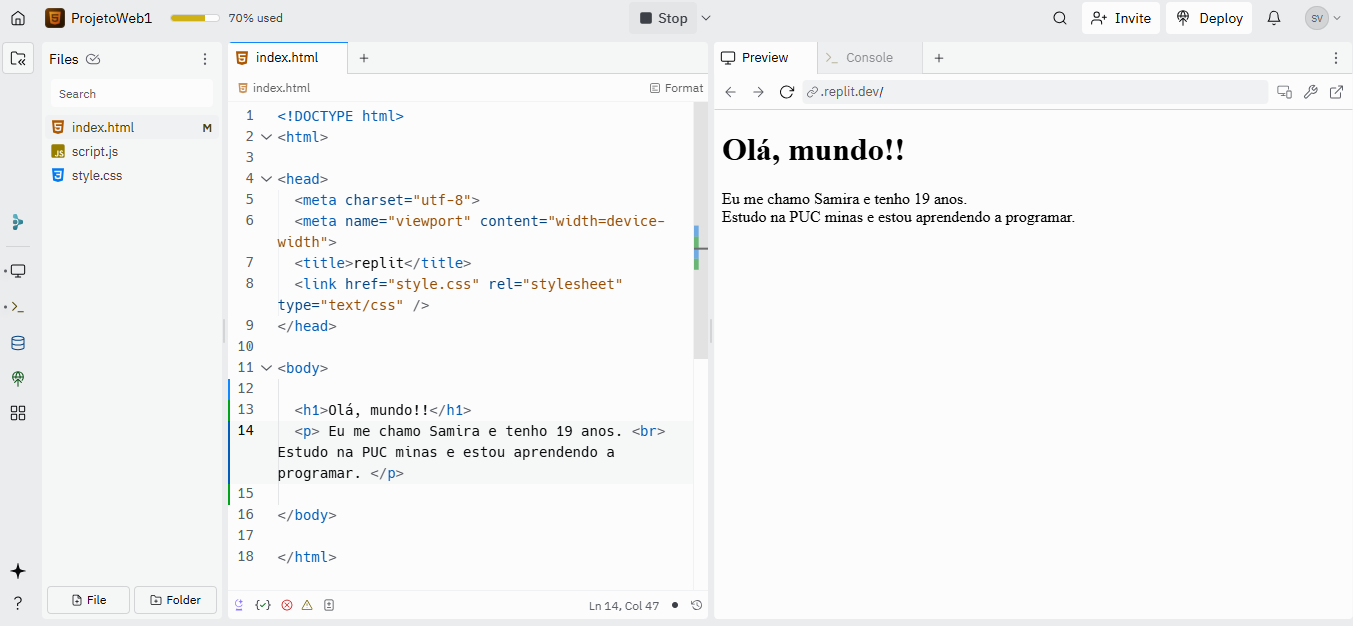 ProjetoWeb1 70% used Stop Invite Deploy SV
Files index.html Preview Console
Search index.html Format .replit.dev/
index.html M
script.js
style.css
1 <!DOCTYPE html>
2 <html>
3
4 <head>
5 <meta charset="utf-8">
6 <meta name="viewport" content="width=device-
width">
7 <title>replit</title>
8 <link href="style.css" rel="stylesheet"
type="text/css" />
9 </head>
10
11 <body>
12
13 <h1>Olá, mundo!!</h1>
14 <p> Eu me chamo Samira e tenho 19 anos. <br>
Estudo na PUC minas e estou aprendendo a
programar. </p>
15
16 </body>
17
18 </html>
Olá, mundo!!
Eu me chamo Samira e tenho 19 anos.
Estudo na PUC minas e estou aprendendo a programar.
File Folder
Ln 14, Col 47